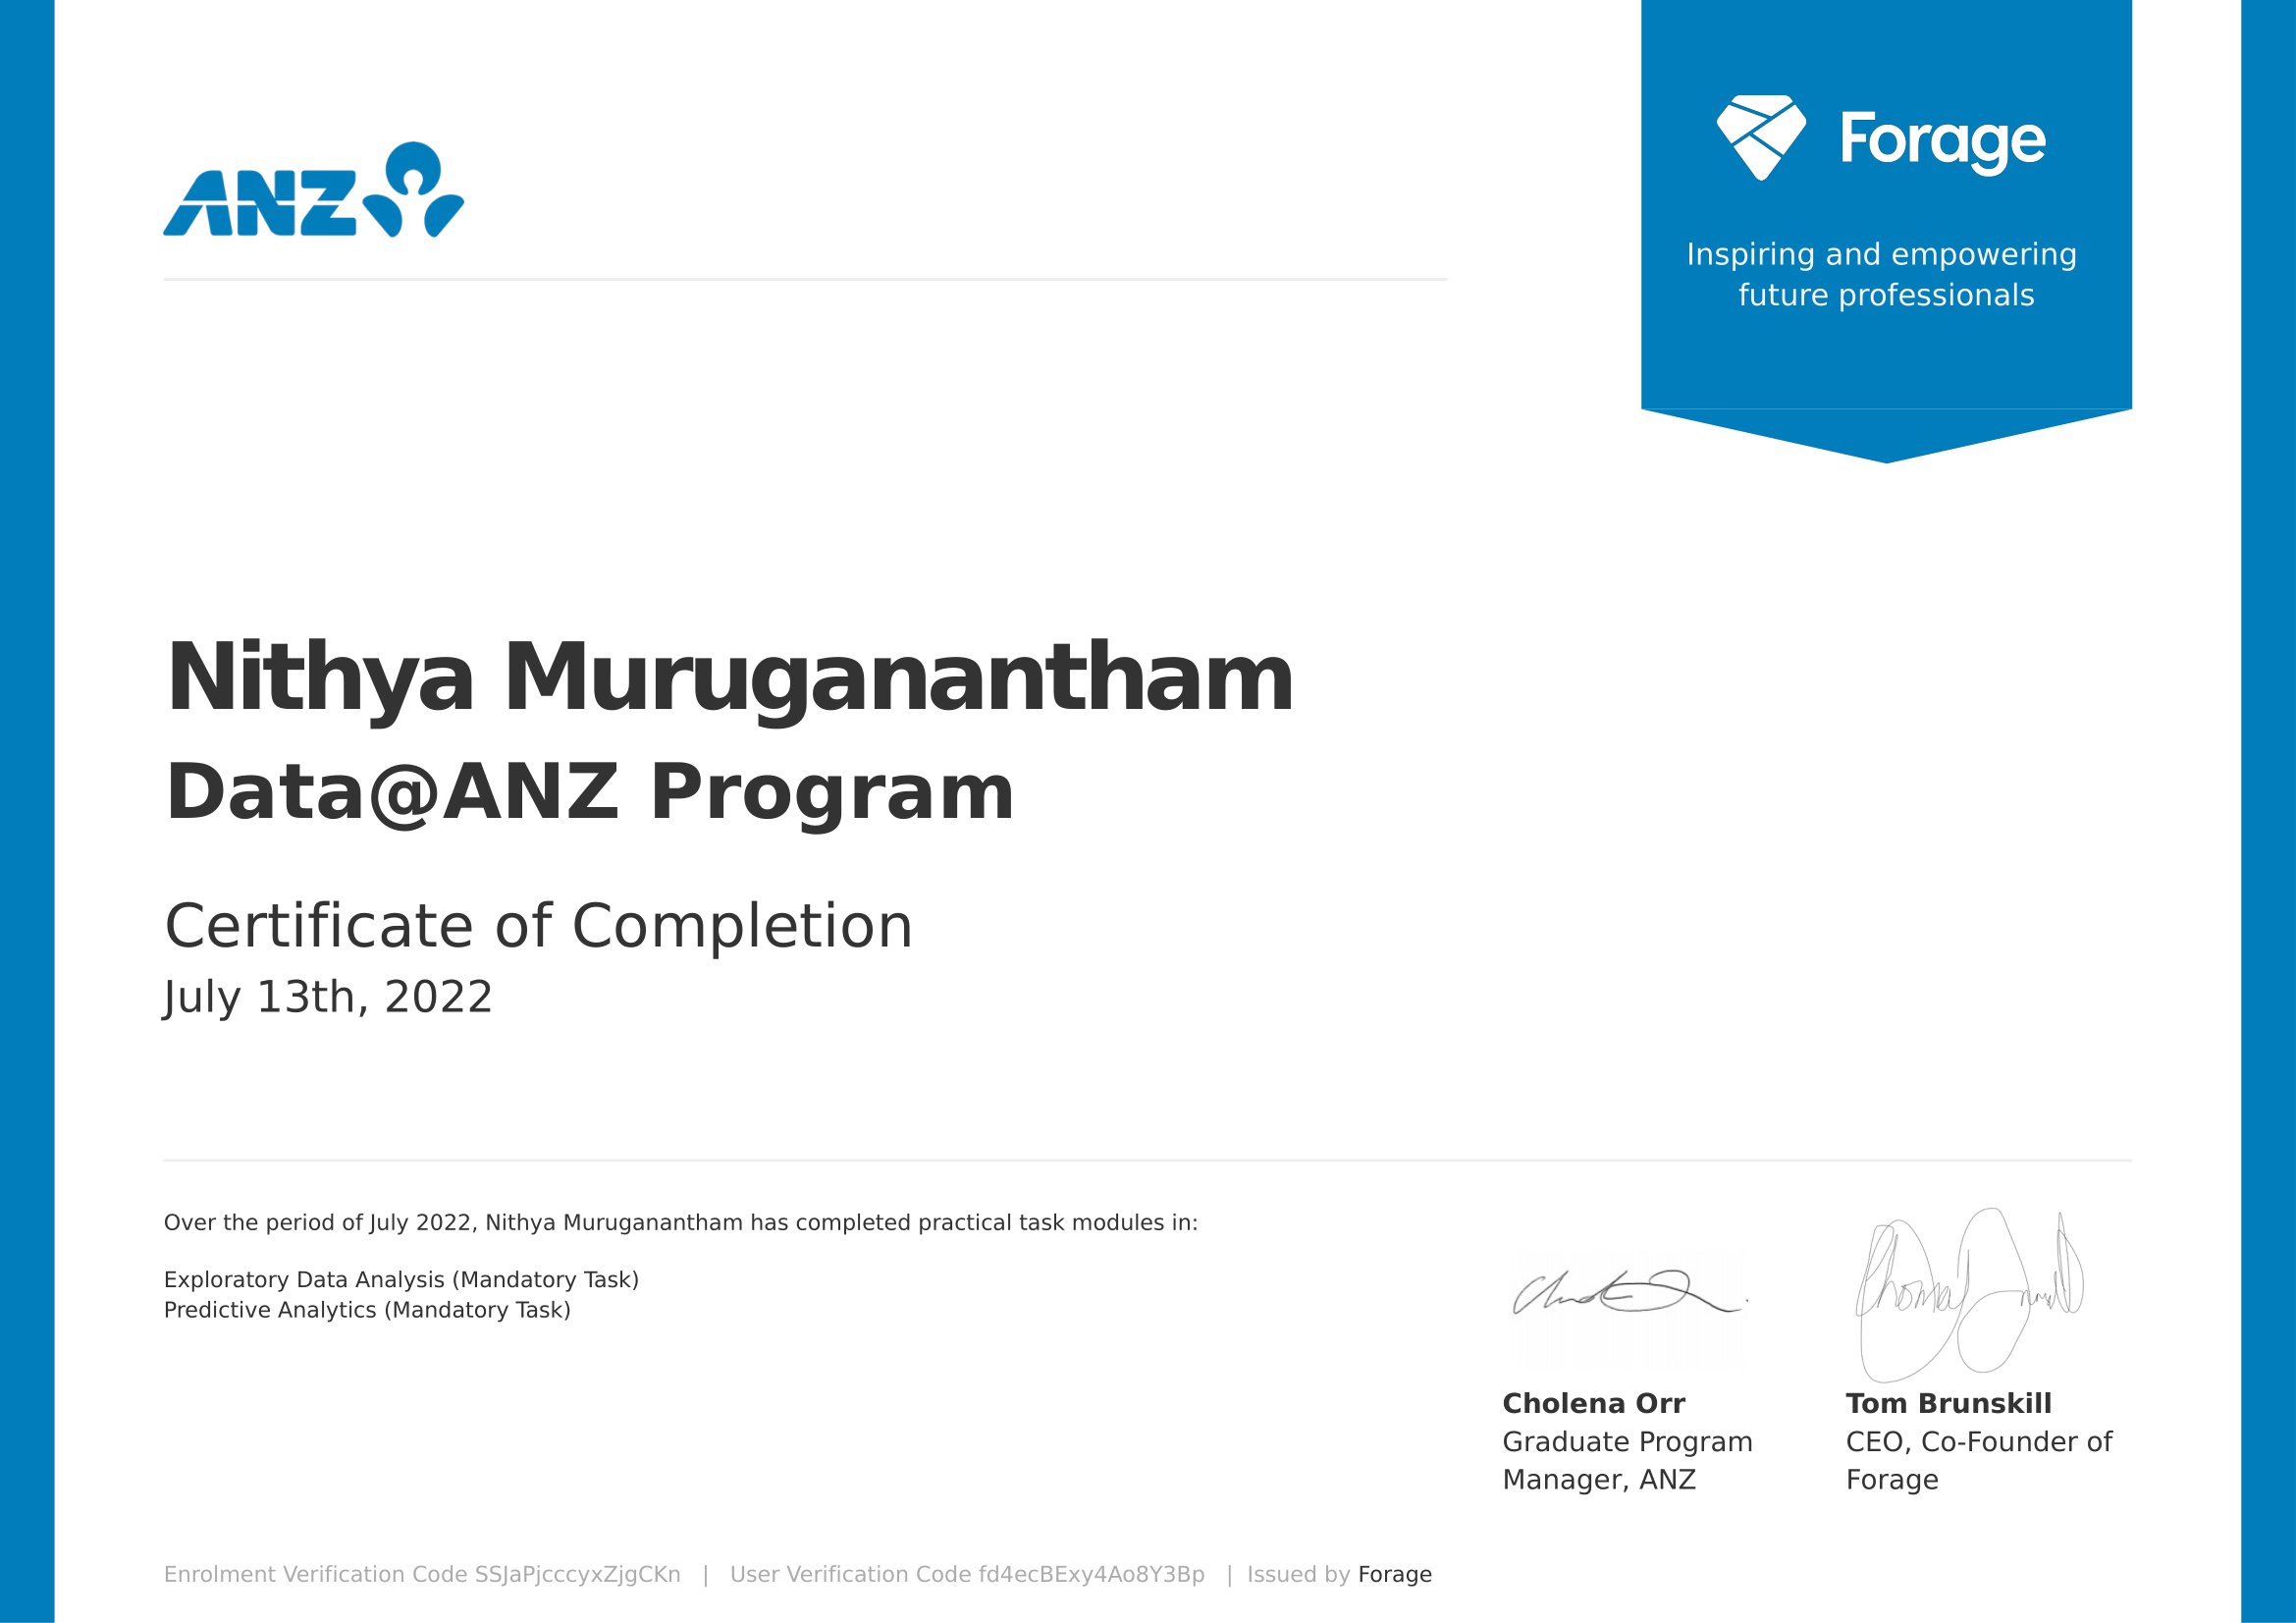 ANZ
Forage
Inspiring and empowering
future professionals
Nithya Muruganantham
Data@ANZ Program
Certificate of Completion
July 13th, 2022
Over the period of July 2022, Nithya Muruganantham has completed practical task modules in:
Exploratory Data Analysis (Mandatory Task)
Predictive Analytics (Mandatory Task)
Cholena Orr
Graduate Program
Manager, ANZ
Tom Brunskill
CEO, Co-Founder of
Forage
Enrolment Verification Code SSJaPjcccyxZjgCKn | User Verification Code fd4ecBExy4Ao8Y3Bp | Issued by Forage